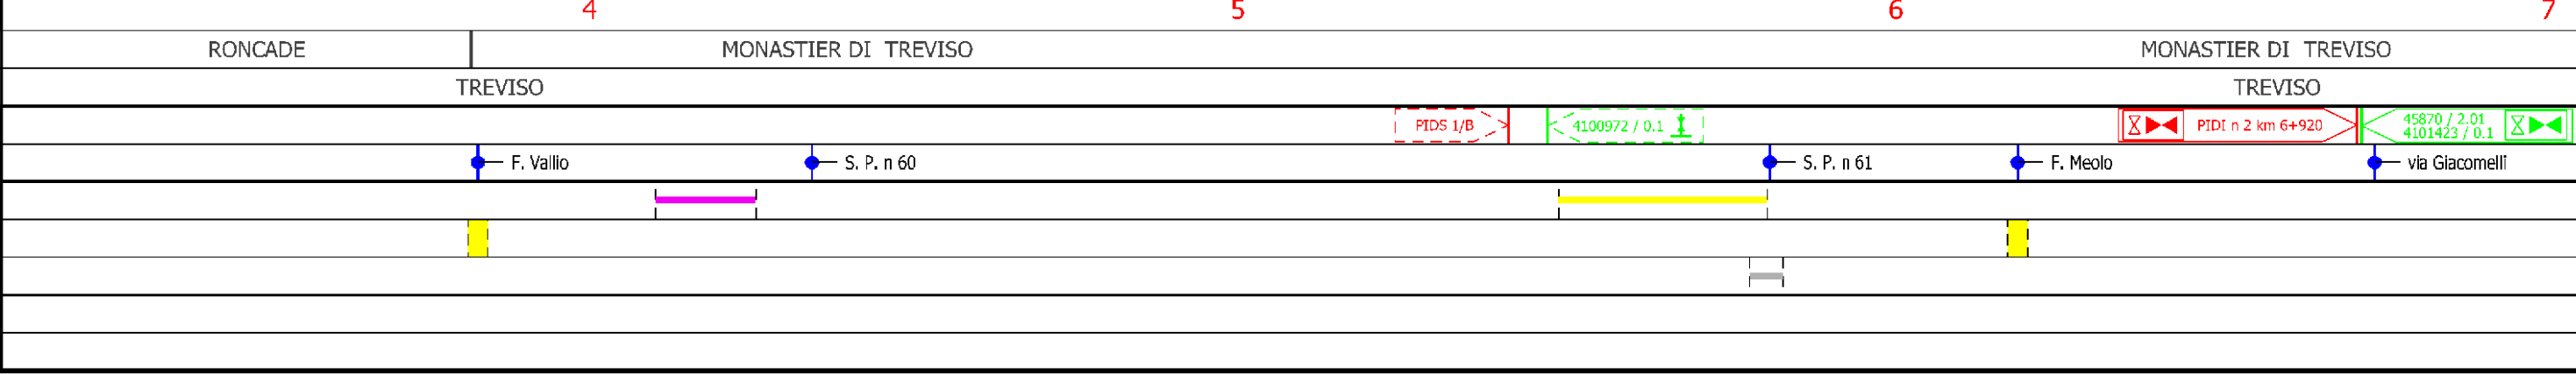 4 5 6 7
RONCADE MONASTIER DI TREVISO MONASTIER DI TREVISO
TREVISO TREVISO
PIDS 1/B 4100972 / 0.1 PIDI n 2 km 6+920 45870 / 2.01
4101423 / 0.1
F. Vallio S. P. n 60 S. P. n 61 F. Meolo via Giacomelli